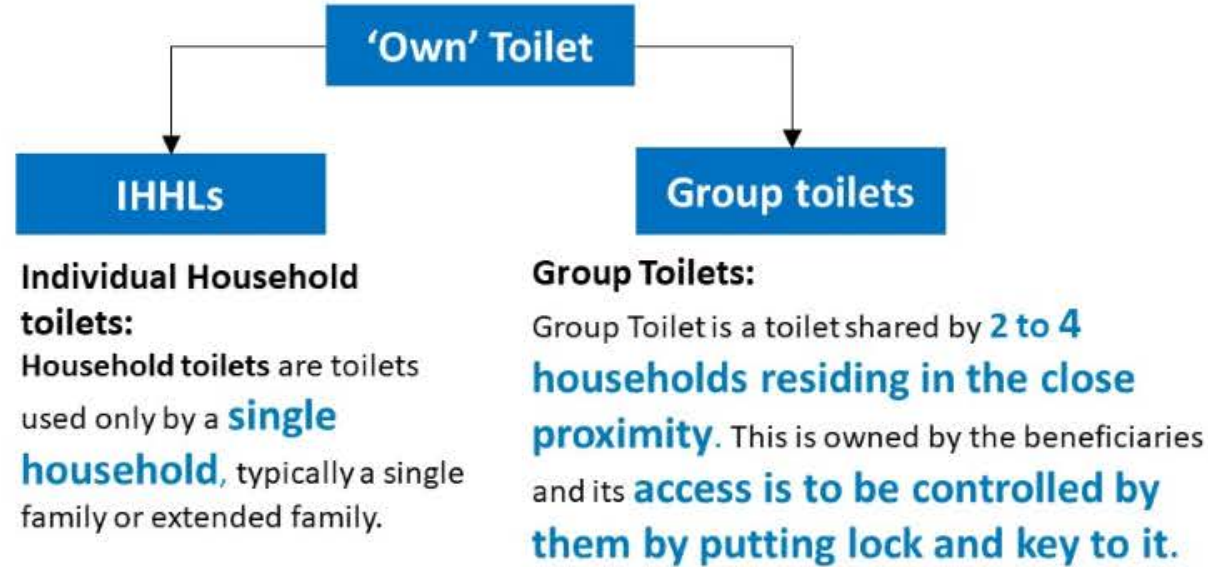 ‘Own’ Toilet
IHHLs
Individual Household
toilets:
Household toilets are toilets
used only by a single
household, typically a single
family or extended family.
Group toilets
Group Toilets:
Group Toilet is a toilet shared by 2 to 4
households residing in the close
proximity. This is owned by the beneficiaries
and its access is to be controlled by
them by putting lock and key to it.